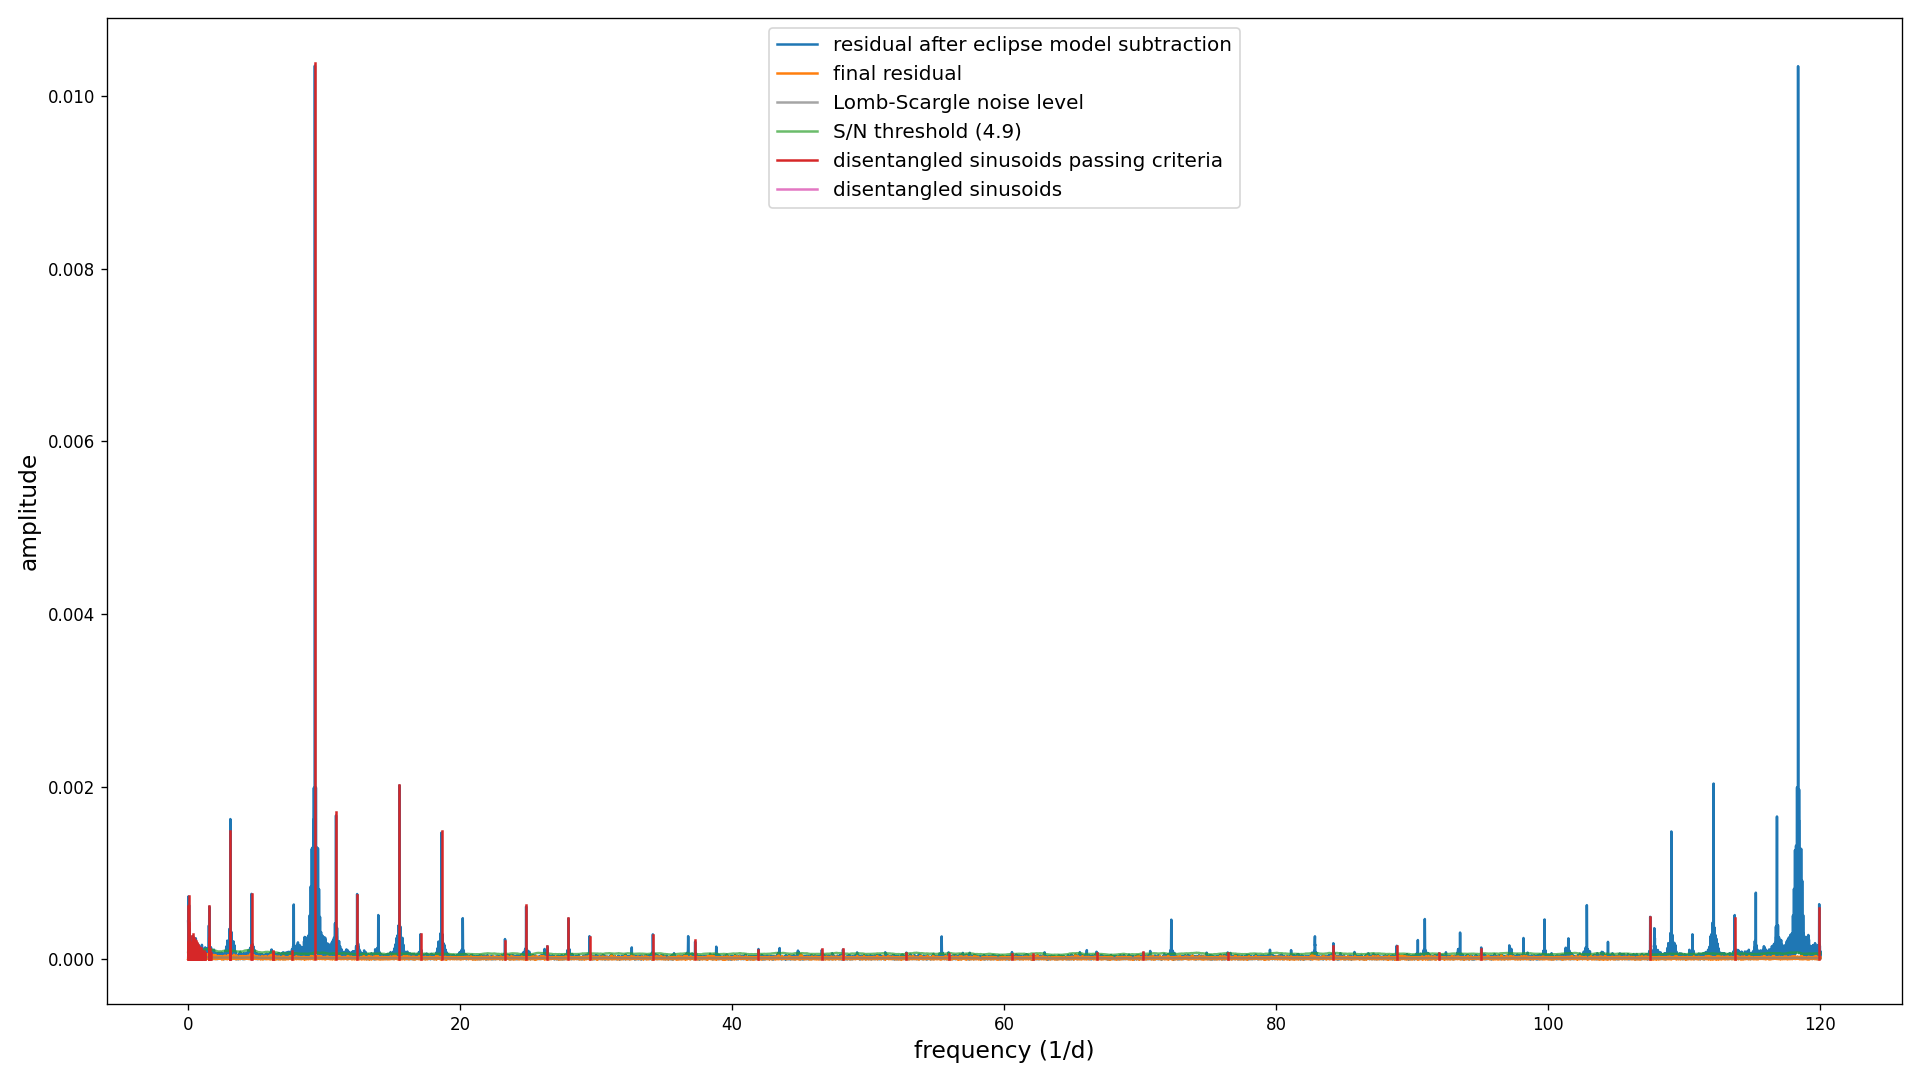 residual after eclipse model subtraction
final residual
Lomb-Scargle noise level
S/N threshold (4.9)
disentangled sinusoids passing criteria
disentangled sinusoids
0.010
0.008
0.006
0.004
0.002
0.000
amplitude
0 20 40 60 80 100 120
frequency (1/d)